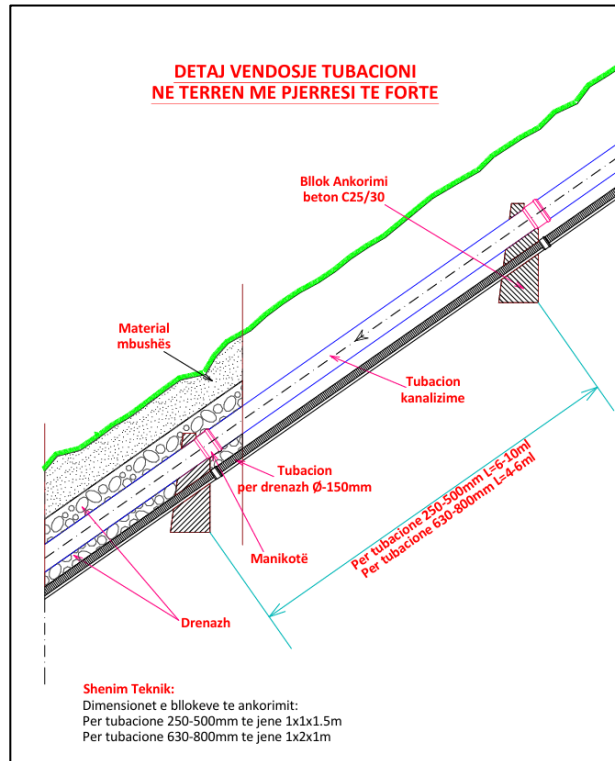 DETAJ VENDOSJE TUBACIONI
NE TERREN ME PJERRESI TE FORTE
Bllok Ankorimi
beton C25/30
Material
mbushës
Tubacion
kanalizime
Tubacion
per drenazh Ø-150mm
Per tubacione 250-500mm L=6-10ml
Per tubacione 630-800mm L=4-6ml
Manikotë
Drenazh
Shenim Teknik:
Dimensionet e bllokeve te ankorimit:
Per tubacione 250-500mm te jene 1x1x1.5m
Per tubacione 630-800mm te jene 1x2x1m